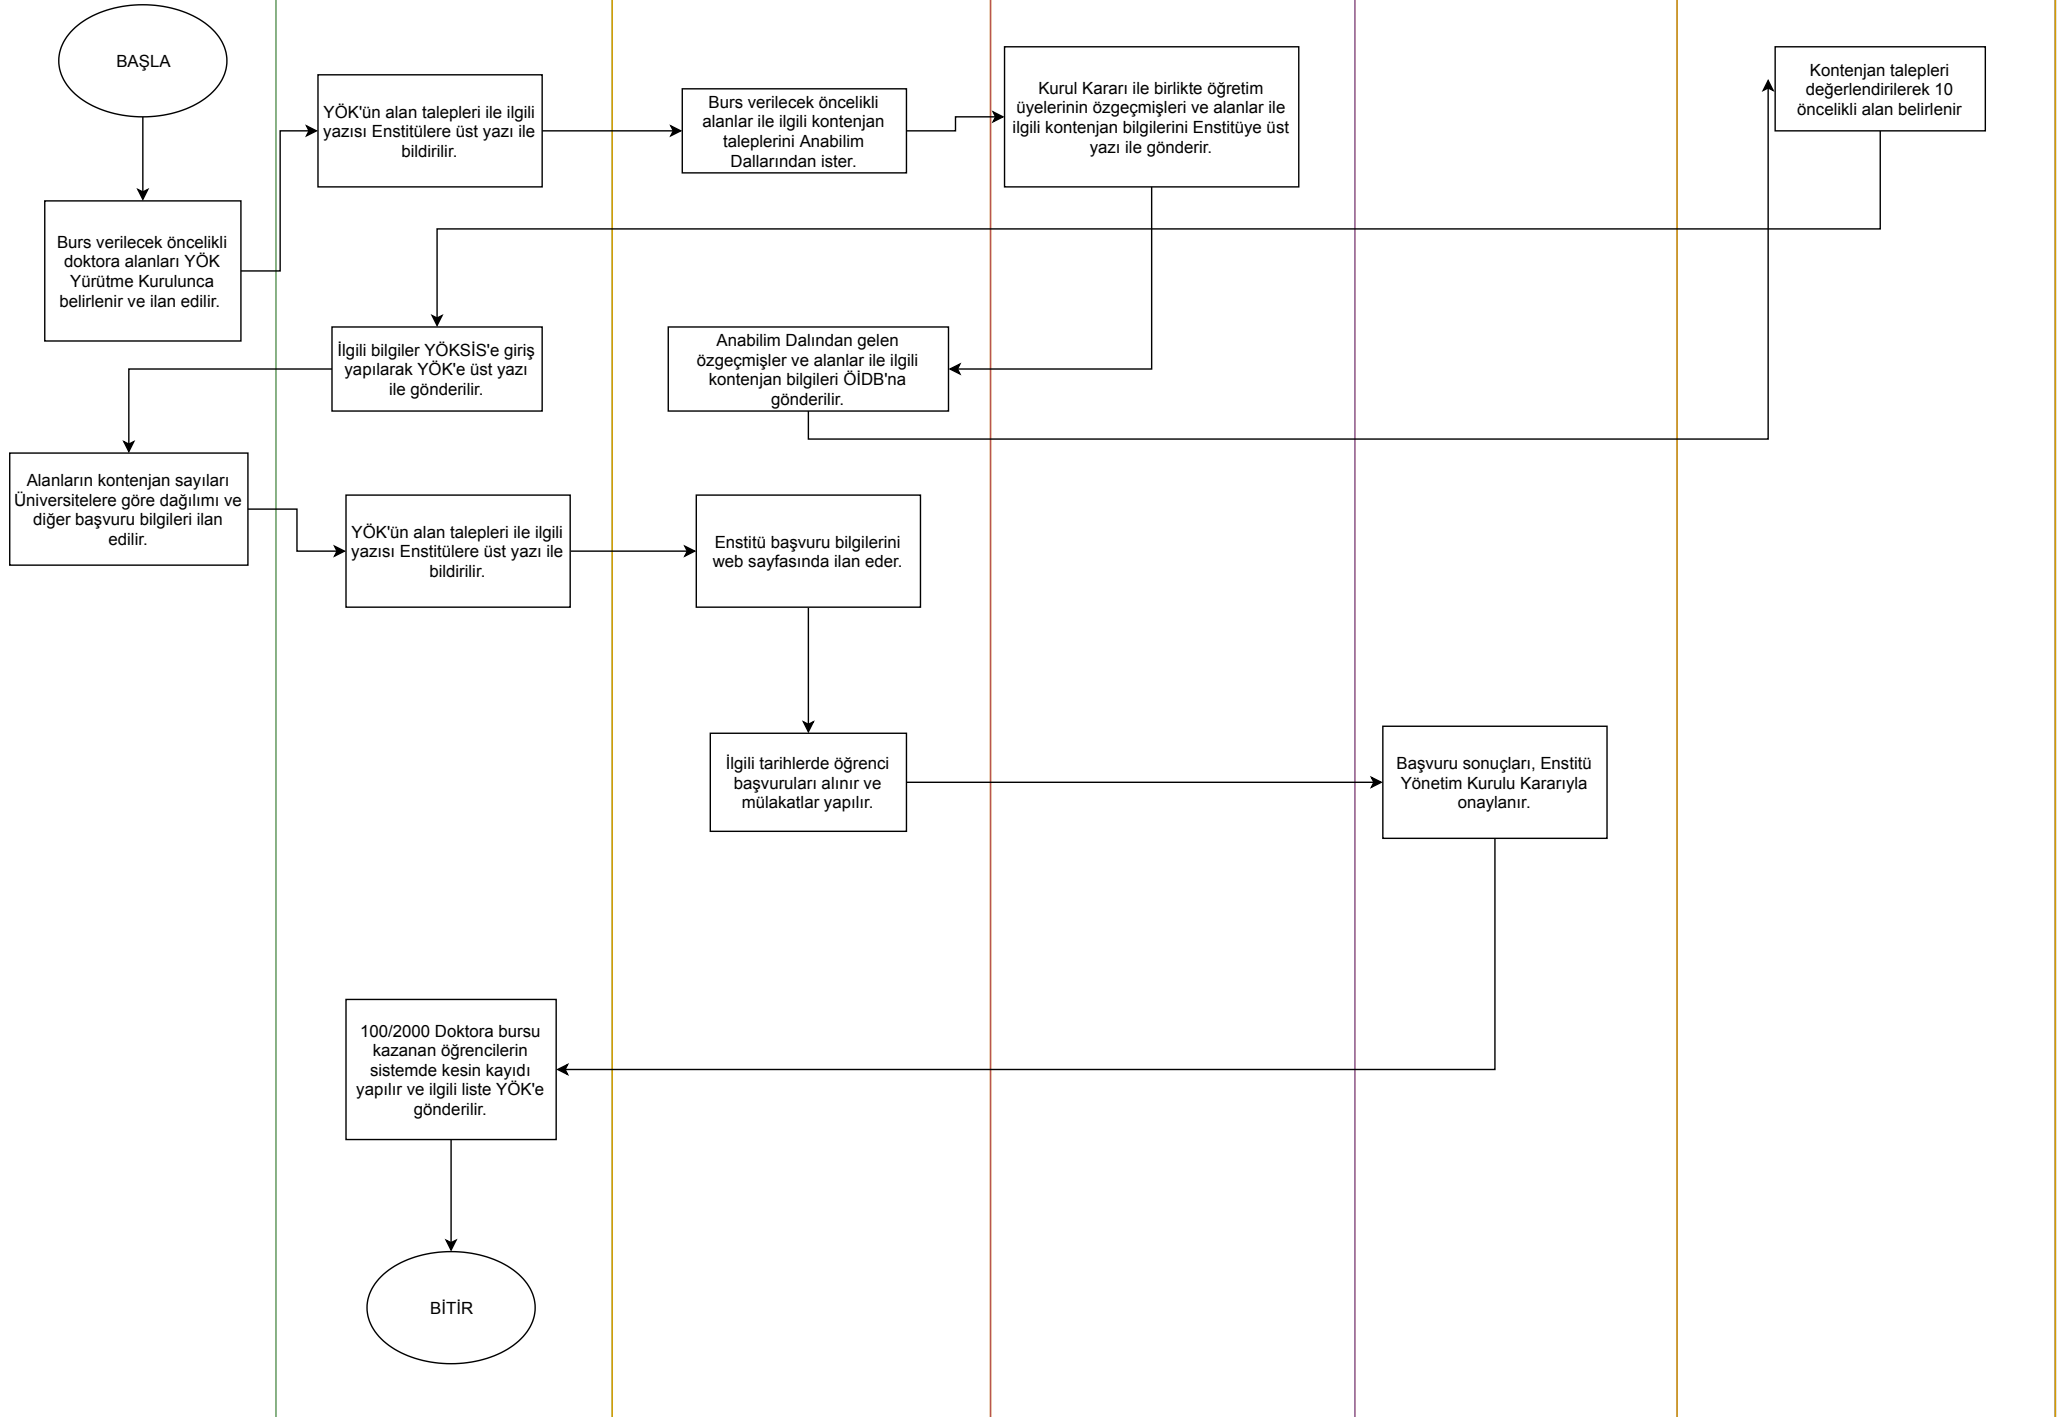 BAŞLA
Burs verilecek öncelikli
doktora alanları YÖK
Yürütme Kurulunca
belirlenir ve ilan edilir.
YÖK'ün alan talepleri ile ilgili
yazısı Enstitülere üst yazı ile
bildirilir.
Burs verilecek öncelikli
alanlar ile ilgili kontenjan
taleplerini Anabilim
Dallarından ister.
Kurul Kararı ile birlikte öğretim
üyelerinin özgeçmişleri ve alanlar ile
ilgili kontenjan bilgilerini Enstitüye üst
yazı ile gönderir.
Anabilim Dalından gelen
özgeçmişler ve alanlar ile ilgili
kontenjan bilgileri ÖİDB'na
gönderilir.
Kontenjan talepleri
değerlendirilerek 10
öncelikli alan belirlenir
İlgili bilgiler YÖKSİS'e giriş
yapılarak YÖK'e üst yazı
ile gönderilir.
Alanların kontenjan sayıları
Üniversitelere göre dağılımı ve
diğer başvuru bilgileri ilan
edilir.
YÖK'ün alan talepleri ile ilgili
yazısı Enstitülere üst yazı ile
bildirilir.
Enstitü başvuru bilgilerini
web sayfasında ilan eder.
İlgili tarihlerde öğrenci
başvuruları alınır ve
mülakatlar yapılır.
Başvuru sonuçları, Enstitü
Yönetim Kurulu Kararıyla
onaylanır.
100/2000 Doktora bursu
kazanan öğrencilerin
sistemde kesin kayıdı
yapılır ve ilgili liste YÖK'e
gönderilir.
BİTİR